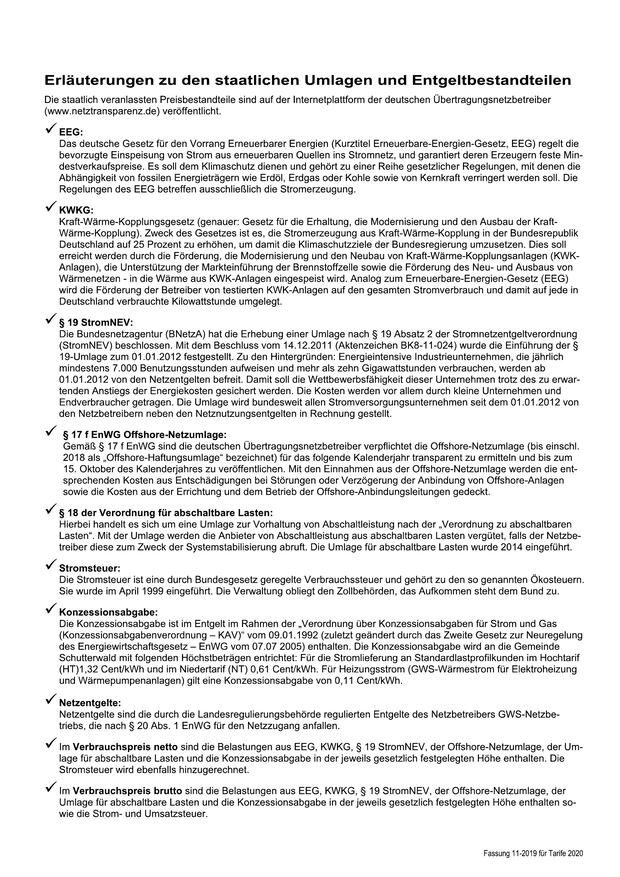 Erläuterungen zu den staatlichen Umlagen und Entgeltbestandteilen
Die staatlich veranlassten Preisbestandteile sind auf der Internetplattform der deutschen Übertragungsnetzbetreiber
(www.netztransparenz.de) veröffentlicht.
✓ EEG:
Das deutsche Gesetz für den Vorrang Erneuerbarer Energien (Kurztitel Erneuerbare-Energien-Gesetz, EEG) regelt die
bevorzugte Einspeisung von Strom aus erneuerbaren Quellen ins Stromnetz, und garantiert deren Erzeugern feste Min-
destverkaufspreise. Es soll dem Klimaschutz dienen und gehört zu einer Reihe gesetzlicher Regelungen, mit denen die
Abhängigkeit von fossilen Energieträgern wie Erdöl, Erdgas oder Kohle sowie von Kernkraft verringert werden soll. Die
Regelungen des EEG betreffen ausschließlich die Stromerzeugung.
✓ KWKG:
Kraft-Wärme-Kopplungsgesetz (genauer: Gesetz für die Erhaltung, die Modernisierung und den Ausbau der Kraft-
Wärme-Kopplung). Zweck des Gesetzes ist es, die Stromerzeugung aus Kraft-Wärme-Kopplung in der Bundesrepublik
Deutschland auf 25 Prozent zu erhöhen, um damit die Klimaschutzziele der Bundesregierung umzusetzen. Dies soll
erreicht werden durch die Förderung, die Modernisierung und den Neubau von Kraft-Wärme-Kopplungsanlagen (KWK-
Anlagen), die Unterstützung der Markteinführung der Brennstoffzelle sowie die Förderung des Neu- und Ausbaus von
Wärmenetzen - in die Wärme aus KWK-Anlagen eingespeist wird. Analog zum Erneuerbare-Energien-Gesetz (EEG)
wird die Förderung der Betreiber von testierten KWK-Anlagen auf den gesamten Stromverbrauch und damit auf jede in
Deutschland verbrauchte Kilowattstunde umgelegt.
✓ § 19 StromNEV:
Die Bundesnetzagentur (BNetzA) hat die Erhebung einer Umlage nach § 19 Absatz 2 der Stromnetzentgeltverordnung
(StromNEV) beschlossen. Mit dem Beschluss vom 14.12.2011 (Aktenzeichen BK8-11-024) wurde die Einführung der §
19-Umlage zum 01.01.2012 festgestellt. Zu den Hintergründen: Energieintensive Industrieunternehmen, die jährlich
mindestens 7.000 Benutzungsstunden aufweisen und mehr als zehn Gigawattstunden verbrauchen, werden ab
01.01.2012 von den Netzentgelten befreit. Damit soll die Wettbewerbsfähigkeit dieser Unternehmen trotz des zu erwar-
tenden Anstiegs der Energiekosten gesichert werden. Die Kosten werden vor allem durch kleine Unternehmen und
Endverbraucher getragen. Die Umlage wird bundesweit allen Stromversorgungsunternehmen seit dem 01.01.2012 von
den Netzbetreibern neben den Netznutzungsentgelten in Rechnung gestellt.
✓ § 17 f EnWG Offshore-Netzumlage:
Gemäß § 17 f EnWG sind die deutschen Übertragungsnetzbetreiber verpflichtet die Offshore-Netzumlage (bis einschl.
2018 als „Offshore-Haftungsumlage" bezeichnet) für das folgende Kalenderjahr transparent zu ermitteln und bis zum
15. Oktober des Kalenderjahres zu veröffentlichen. Mit den Einnahmen aus der Offshore-Netzumlage werden die ent-
sprechenden Kosten aus Entschädigungen bei Störungen oder Verzögerung der Anbindung von Offshore-Anlagen
sowie die Kosten aus der Errichtung und dem Betrieb der Offshore-Anbindungsleitungen gedeckt.
✓ § 18 der Verordnung für abschaltbare Lasten:
Hierbei handelt es sich um eine Umlage zur Vorhaltung von Abschaltleistung nach der „Verordnung zu abschaltbaren
Lasten". Mit der Umlage werden die Anbieter von Abschaltleistung aus abschaltbaren Lasten vergütet, falls der Netzbe-
treiber diese zum Zweck der Systemstabilisierung abruft. Die Umlage für abschaltbare Lasten wurde 2014 eingeführt.
✓ Stromsteuer:
Die Stromsteuer ist eine durch Bundesgesetz geregelte Verbrauchssteuer und gehört zu den so genannten Ökosteuern.
Sie wurde im April 1999 eingeführt. Die Verwaltung obliegt den Zollbehörden, das Aufkommen steht dem Bund zu.
✓ Konzessionsabgabe:
Die Konzessionsabgabe ist im Entgelt im Rahmen der „Verordnung über Konzessionsabgaben für Strom und Gas
(Konzessionsabgabenverordnung – KAV)" vom 09.01.1992 (zuletzt geändert durch das Zweite Gesetz zur Neuregelung
des Energiewirtschaftsgesetz – EnWG vom 07.07 2005) enthalten. Die Konzessionsabgabe wird an die Gemeinde
Schutterwald mit folgenden Höchstbeträgen entrichtet: Für die Stromlieferung an Standardlastprofilkunden im Hochtarif
(HT)1,32 Cent/kWh und im Niedertarif (NT) 0,61 Cent/kWh. Für Heizungsstrom (GWS-Wärmestrom für Elektroheizung
und Wärmepumpenanlagen) gilt eine Konzessionsabgabe von 0,11 Cent/kWh.
✓ Netzentgelte:
Netzentgelte sind die durch die Landesregulierungsbehörde regulierten Entgelte des Netzbetreibers GWS-Netzbe-
triebs, die nach § 20 Abs. 1 EnWG für den Netzzugang anfallen.
✓ Im Verbrauchspreis netto sind die Belastungen aus EEG, KWKG, § 19 StromNEV, der Offshore-Netzumlage, der Um-
lage für abschaltbare Lasten und die Konzessionsabgabe in der jeweils gesetzlich festgelegten Höhe enthalten. Die
Stromsteuer wird ebenfalls hinzugerechnet.
✓ Im Verbrauchspreis brutto sind die Belastungen aus EEG, KWKG, § 19 StromNEV, der Offshore-Netzumlage, der
Umlage für abschaltbare Lasten und die Konzessionsabgabe in der jeweils gesetzlich festgelegten Höhe enthalten so-
wie die Strom- und Umsatzsteuer.
Fassung 11-2019 für Tarife 2020